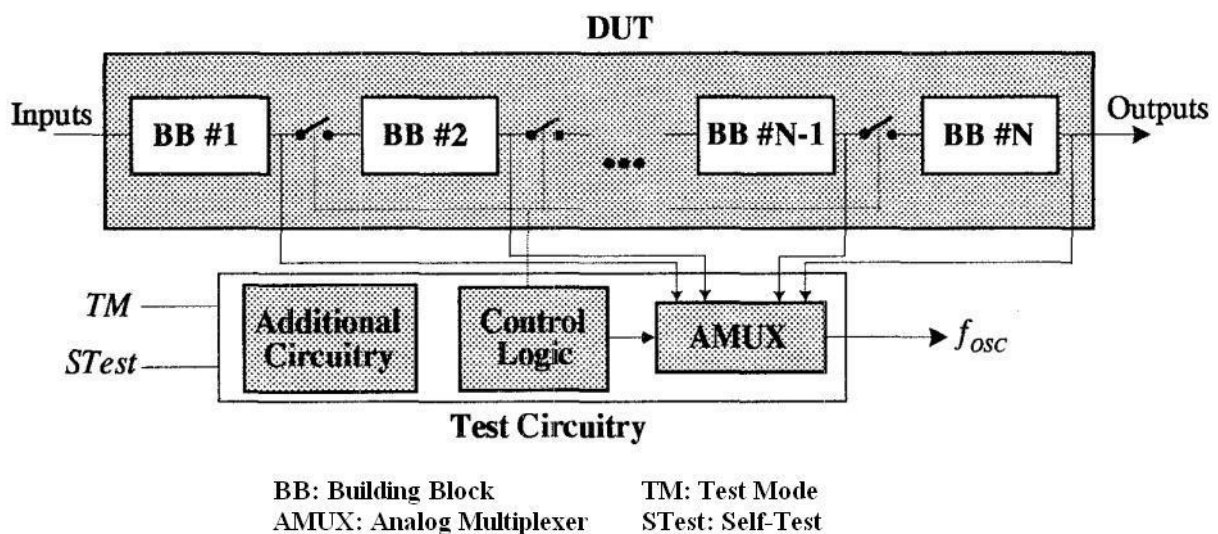 DUT
Inputs
BB #1
BB #2
•••
BB #N-1
BB #N
Outputs
TM
STest
Additional
Circuitry
Control
Logic
AMUX
fosc
Test Circuitry
BB: Building Block TM: Test Mode
AMUX: Analog Multiplexer STest: Self-Test